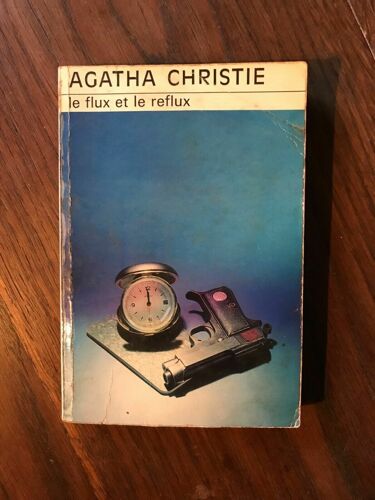 AGATHA CHRISTIE
le flux et le reflux